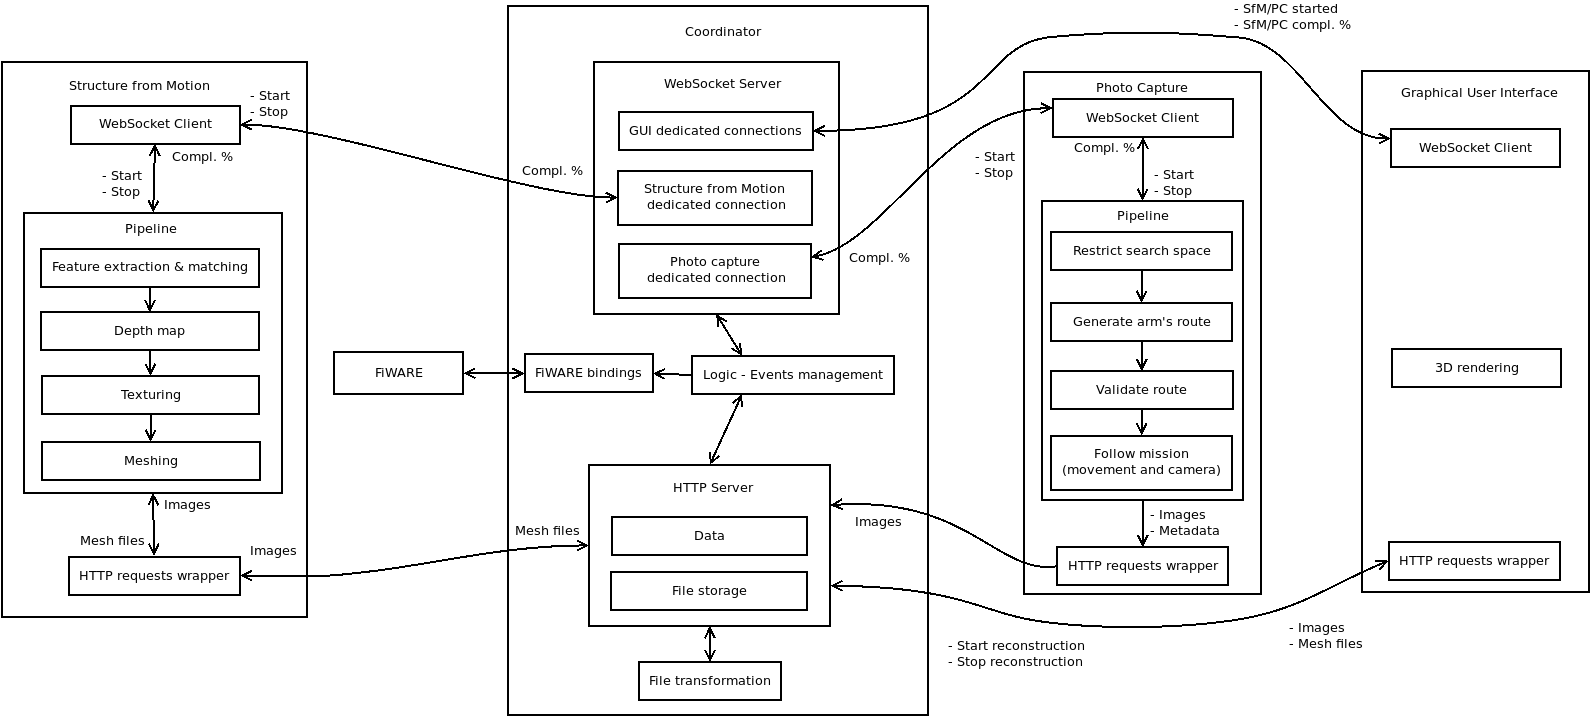 - SfM/PC started
- SfM/PC compl. %
Coordinator
Structure from Motion
- Start
- Stop
WebSocket Client
Compl. %
- Start
- Stop
Pipeline
Feature extraction & matching
Depth map
Texturing
Meshing
Images
Mesh files
Images
HTTP requests wrapper
WebSocket Server
GUI dedicated connections
Compl. %
Structure from Motion
dedicated connection
Photo capture
dedicated connection
Compl. %
FiWARE
FiWARE bindings
Logic - Events management
HTTP Server
Mesh files
Data
File storage
File transformation
Images
Photo Capture
WebSocket Client
- Start
- Stop
Compl. %
- Start
- Stop
Pipeline
Restrict search space
Generate arm's route
Validate route
Follow mission
(movement and camera)
- Images
- Metadata
HTTP requests wrapper
- Start reconstruction
- Stop reconstruction
Graphical User Interface
WebSocket Client
3D rendering
HTTP requests wrapper
- Images
- Mesh files